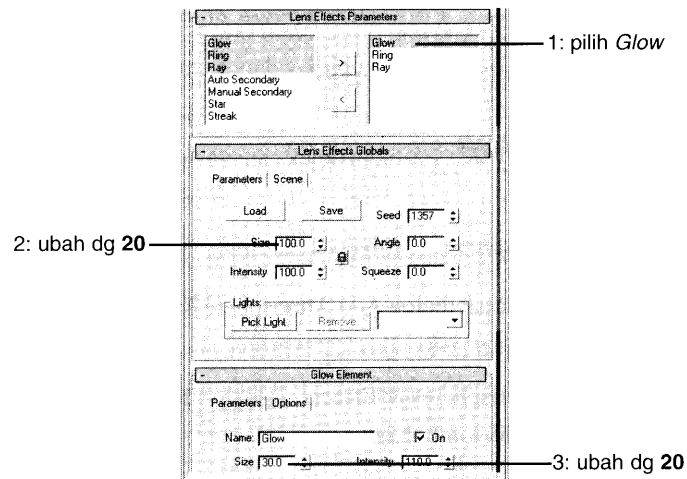 - Lens Effects Parameters
Glow
Ring
Ray
Auto Secondary
Manual Secondary
Star
Streak
>
<
Glow
Ring
Ray
1: pilih Glow
- Lens Effects Globals
Parameters | Scene
Load Save Seed 1357
2: ubah dg 20
Size 100.0 Angle 0.0
Intensity 100.0 Squeeze 0.0
Lights:
Pick Light Remove
- Glow Element
Parameters | Options
Name: Glow On
Size 30.0 Intensity 110.0
3: ubah dg 20